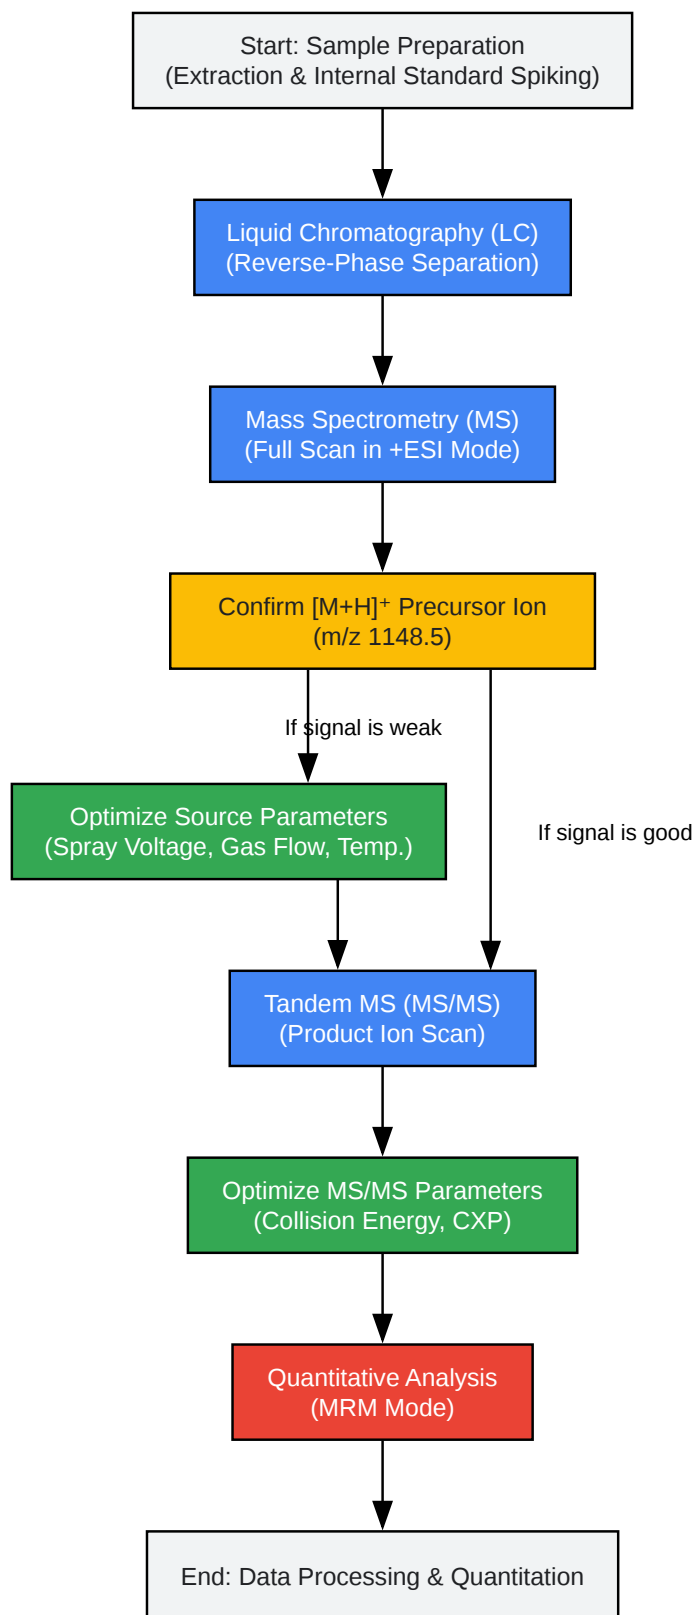 Start: Sample Preparation
(Extraction & Internal Standard Spiking)
Liquid Chromatography (LC)
(Reverse-Phase Separation)
Mass Spectrometry (MS)
(Full Scan in +ESI Mode)
Confirm [M+H]⁺ Precursor Ion
(m/z 1148.5)
If signal is weak
Optimize Source Parameters
(Spray Voltage, Gas Flow, Temp.)
If signal is good
Tandem MS (MS/MS)
(Product Ion Scan)
Optimize MS/MS Parameters
(Collision Energy, CXP)
Quantitative Analysis
(MRM Mode)
End: Data Processing & Quantitation